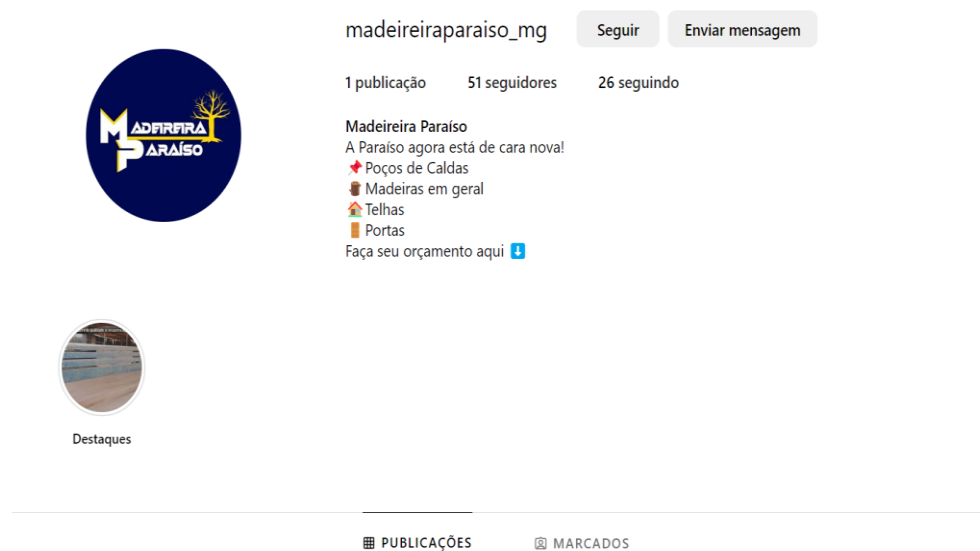 madeireiraparaiso_mg Seguir Enviar mensagem
1 publicação 51 seguidores 26 seguindo
MADEIREIRA
PARAÍSO
Madeireira Paraíso
A Paraíso agora está de cara nova!
📌Poços de Caldas
🪵Madeiras em geral
🏠Telhas
🚪Portas
Faça seu orçamento aqui ⬇️
Destaques
PUBLICAÇÕES MARCADOS